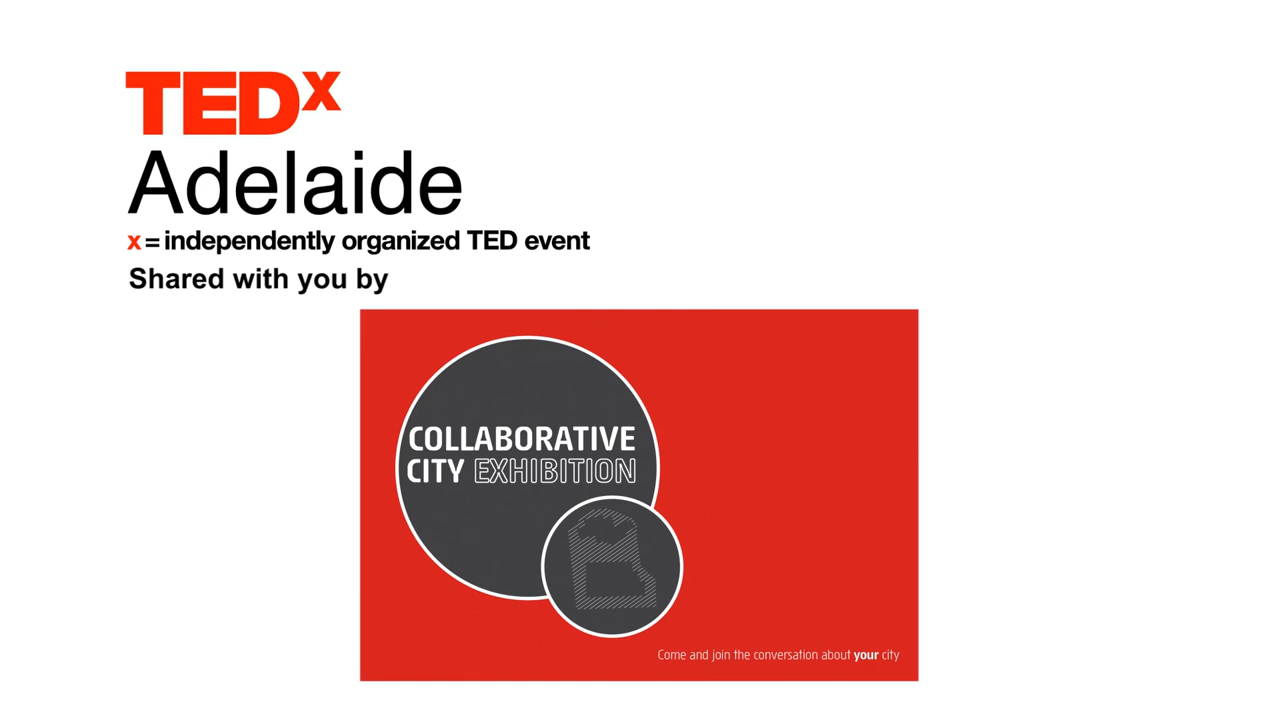 TEDx
Adelaide
x = independently organized TED event
Shared with you by
COLLABORATIVE
CITY EXHIBITION
Come and join the conversation about your city